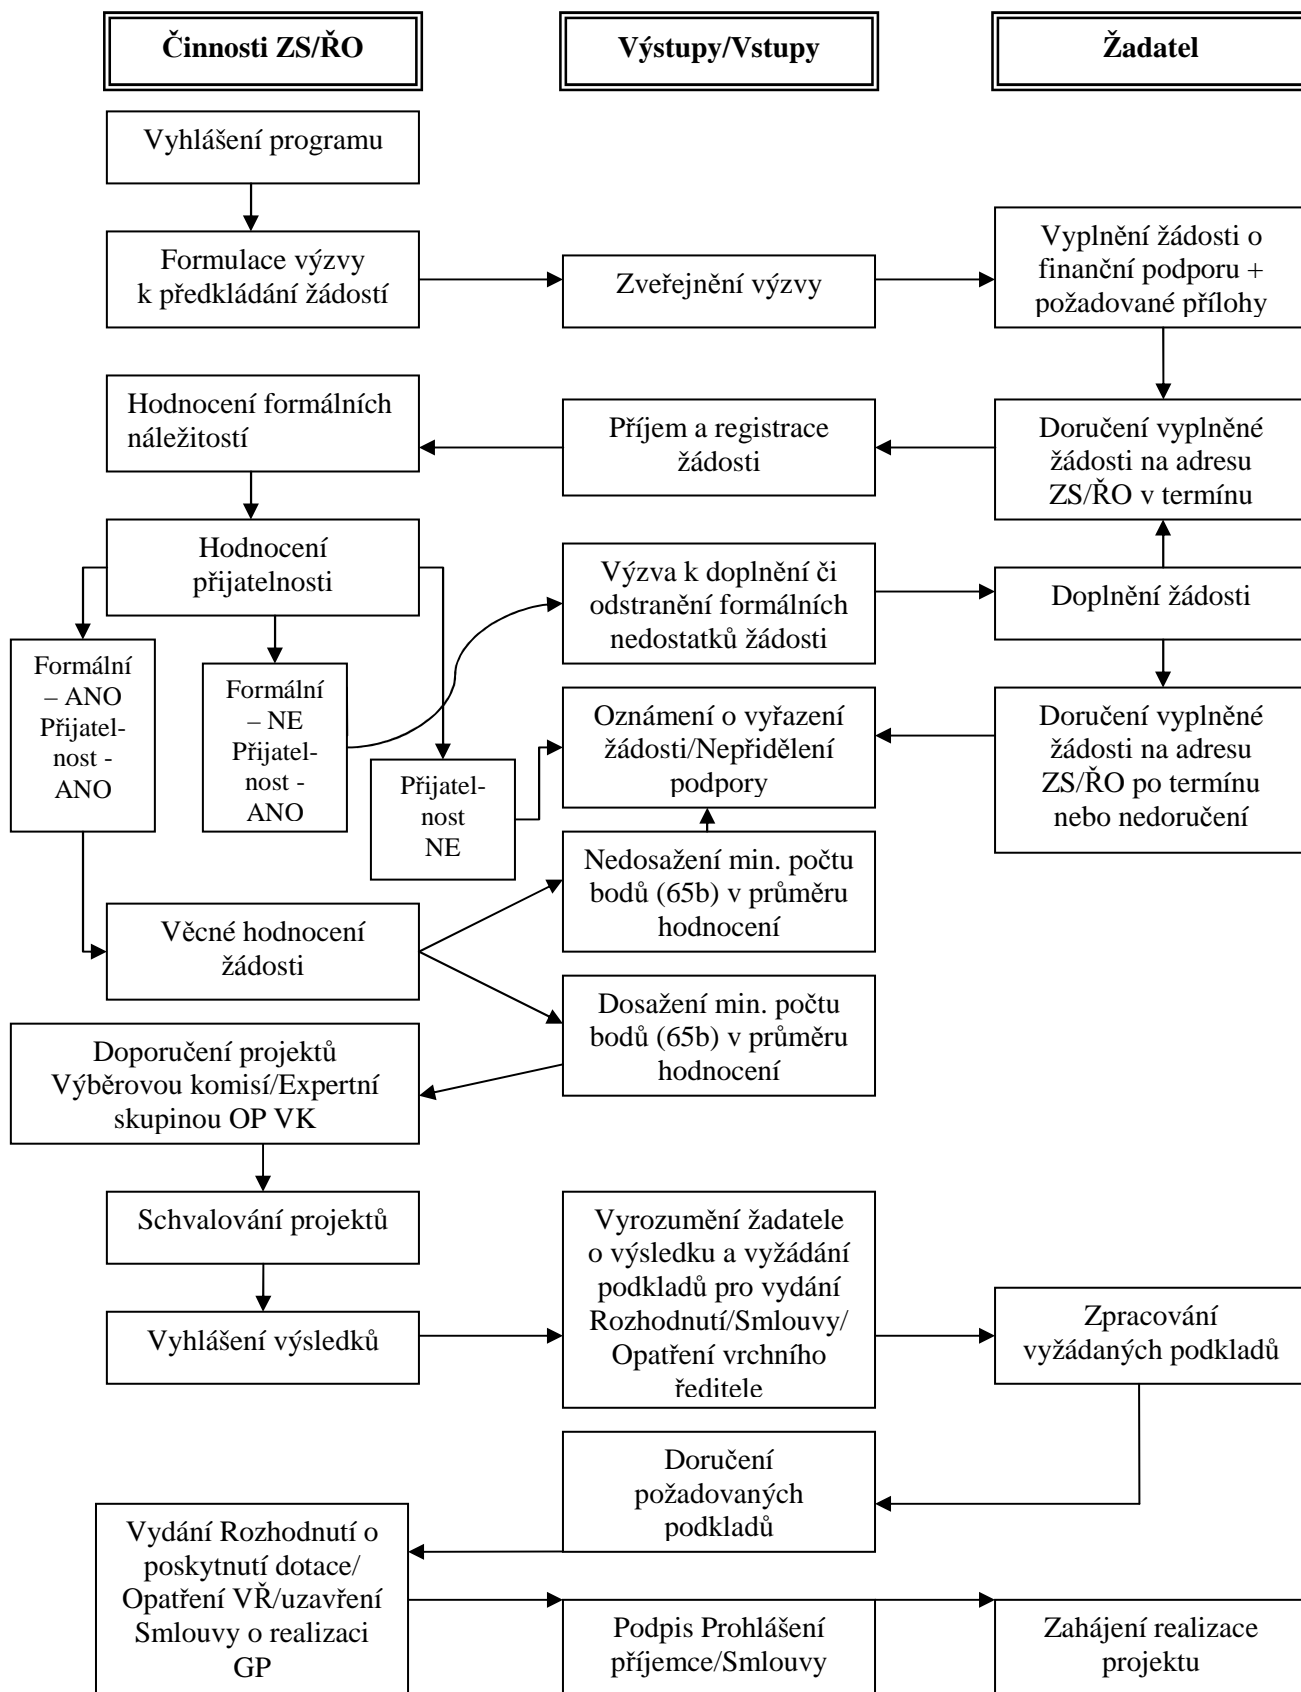 Činnosti ZS/ŘO
Výstupy/Vstupy
Žadatel
Vyhlášení programu
Formulace výzvy
k předkládání žádostí
Zveřejnění výzvy
Vyplnění žádosti o
finanční podporu +
požadované přílohy
Hodnocení formálních
náležitostí
Příjem a registrace
žádosti
Doručení vyplněné
žádosti na adresu
ZS/ŘO v termínu
Hodnocení
přijatelnosti
Výzva k doplnění či
odstranění formálních
nedostatků žádosti
Doplnění žádosti
Formální
– ANO
Přijatel-
nost -
ANO
Formální
– NE
Přijatel-
nost -
ANO
Přijatel-
nost
NE
Oznámení o vyřazení
žádosti/Nepřidělení
podpory
Doručení vyplněné
žádosti na adresu
ZS/ŘO po termínu
nebo nedoručení
Nedosažení min. počtu
bodů (65b) v průměru
hodnocení
Věcné hodnocení
žádosti
Dosažení min. počtu
bodů (65b) v průměru
hodnocení
Doporučení projektů
Výběrovou komisí/Expertní
skupinou OP VK
Schvalování projektů
Vyrozumění žadatele
o výsledku a vyžádání
podkladů pro vydání
Rozhodnutí/Smlouvy/
Opatření vrchního
ředitele
Vyhlášení výsledků
Zpracování
vyžádaných podkladů
Doručení
požadovaných
podkladů
Vydání Rozhodnutí o
poskytnutí dotace/
Opatření VŘ/uzavření
Smlouvy o realizaci
GP
Podpis Prohlášení
příjemce/Smlouvy
Zahájení realizace
projektu